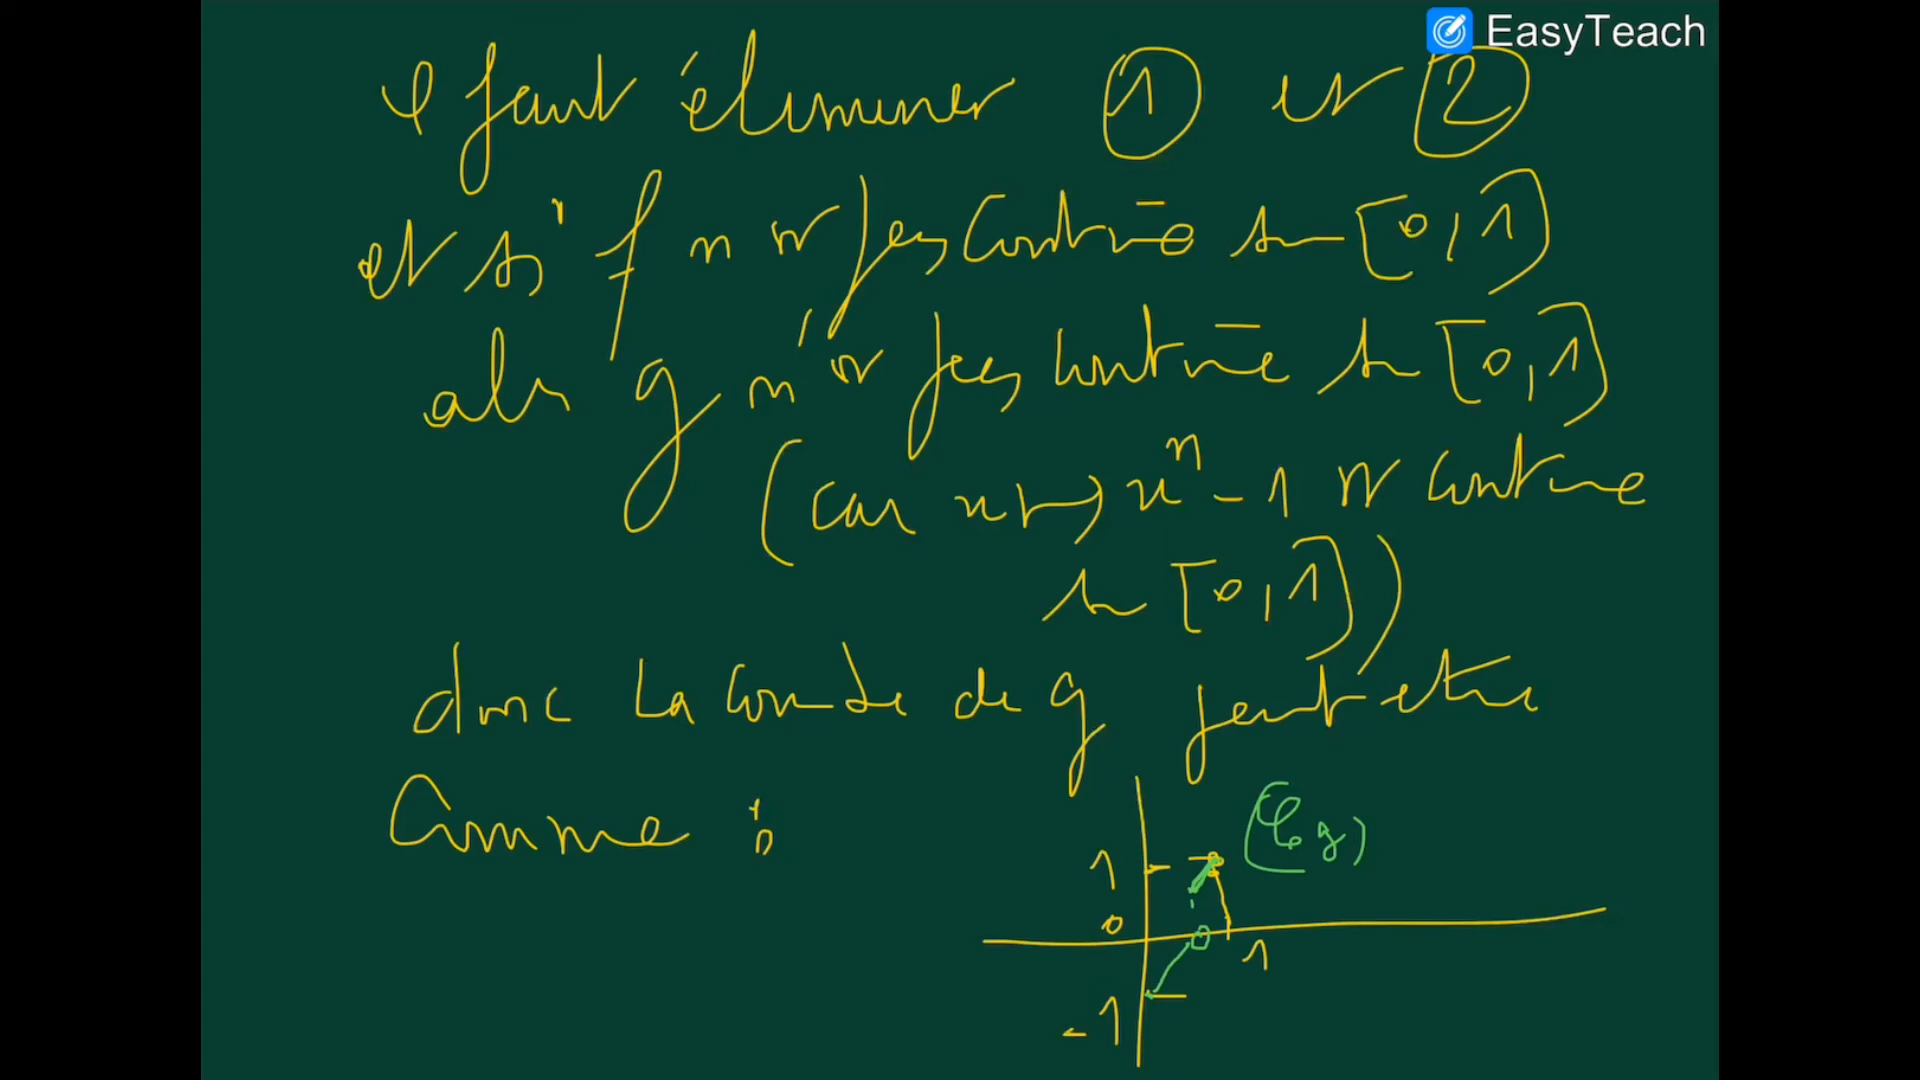 EasyTeach
faut éliminer ① et ②
et si f n'est pas continue sur [0,1]
alors g n'est pas continue sur [0,1]
(car x ↦ xⁿ - 1 est continue
sur [0,1])
donc la courbe de g peut être
Comme :
(𝒞g)
1
0
1
-1